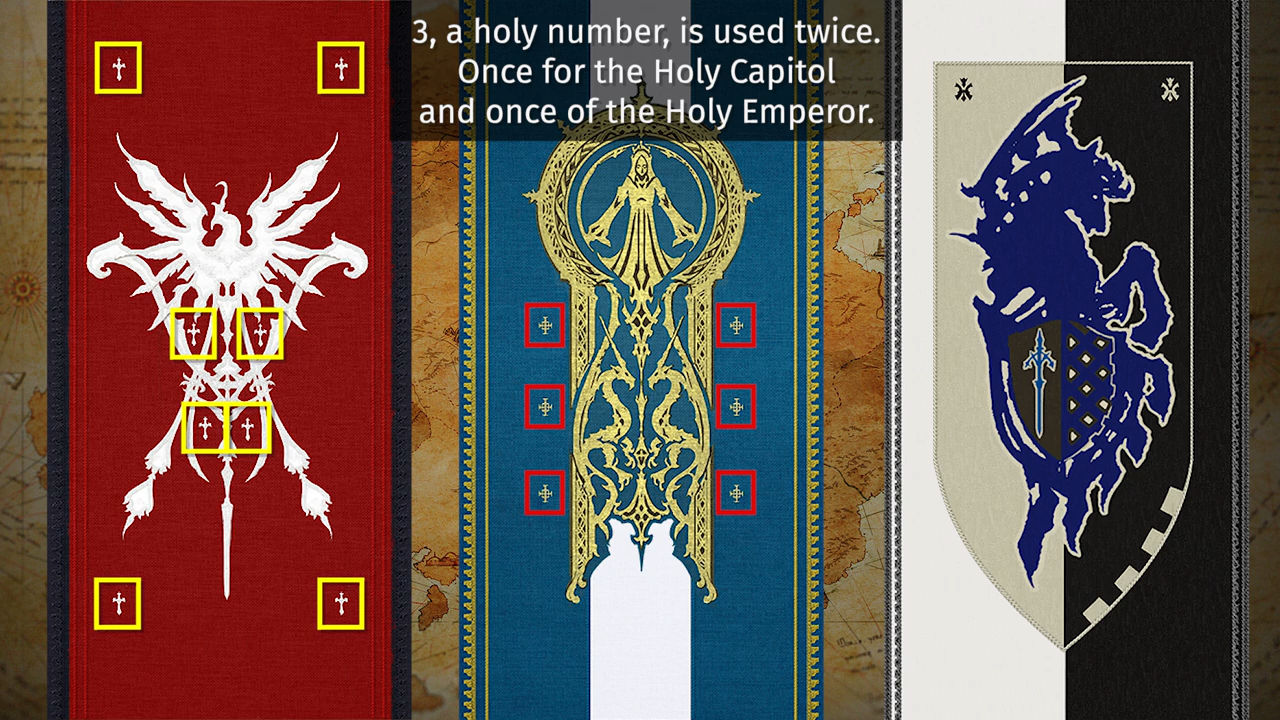 3, a holy number, is used twice.
Once for the Holy Capitol
and once of the Holy Emperor.